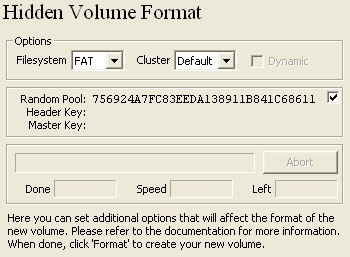 Hidden Volume Format
Options
Filesystem FAT Cluster Default Dynamic
Random Pool: 756924A7FC83EEDA138911B841C68611
Header Key:
Master Key:
Abort
Done Speed Left
Here you can set additional options that will affect the format of the
new volume. Please refer to the documentation for more information.
When done, click 'Format' to create your new volume.